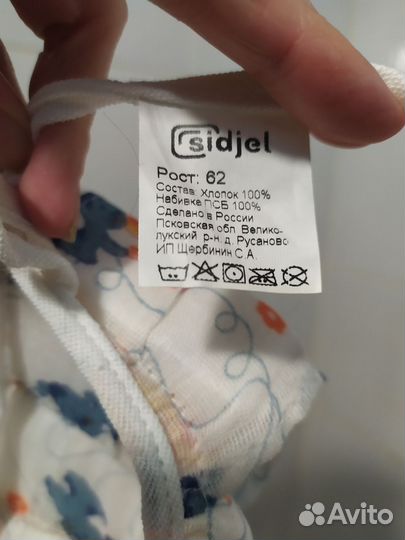 sidjel
Рост: 62
Состав: Хлопок 100%
Набивка ПСБ 100%
Сделано в России
Псковская обл. Велико-
лукский р-н. д. Русаново
ИП Щербинин С.А.
Avito